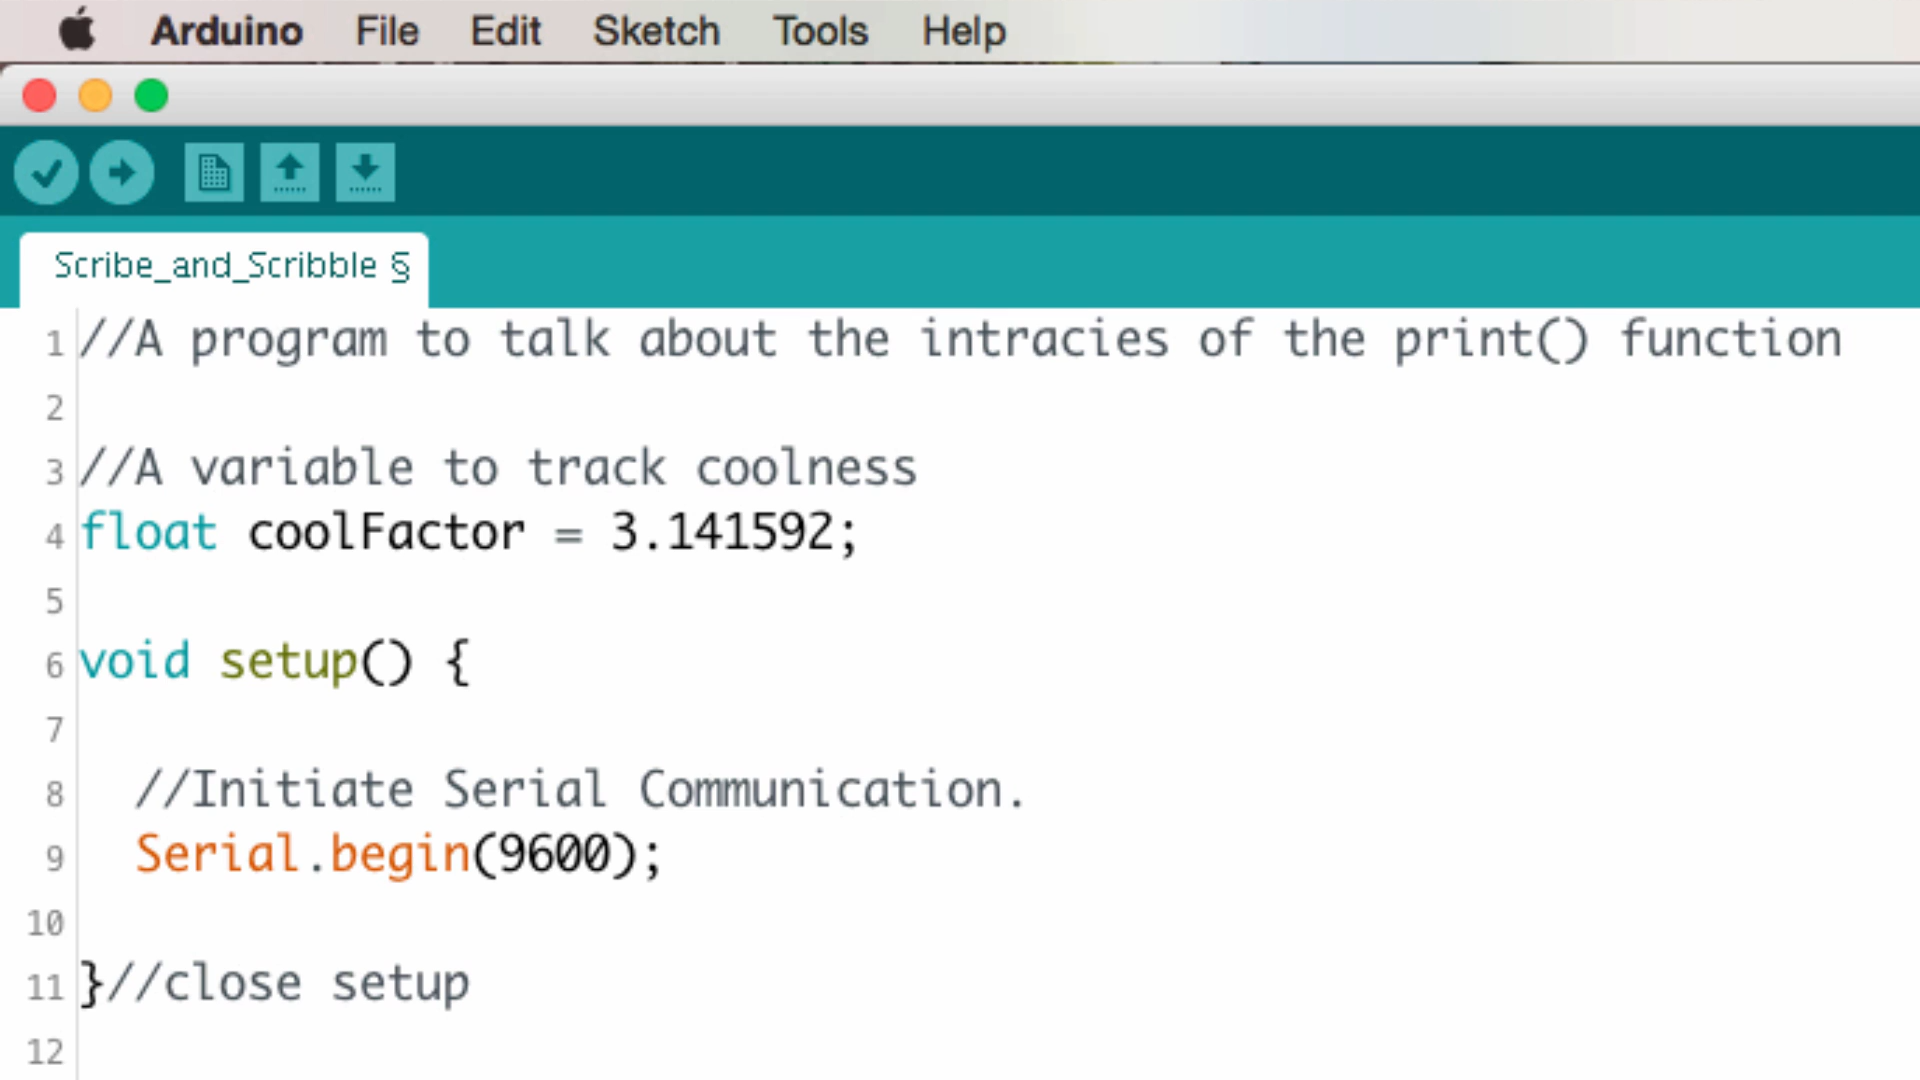 Arduino File Edit Sketch Tools Help
Scribe_and_Scribble §
1 //A program to talk about the intracies of the print() function
2
3 //A variable to track coolness
4 float coolFactor = 3.141592;
5
6 void setup() {
7
8   //Initiate Serial Communication.
9   Serial.begin(9600);
10
11 }//close setup
12